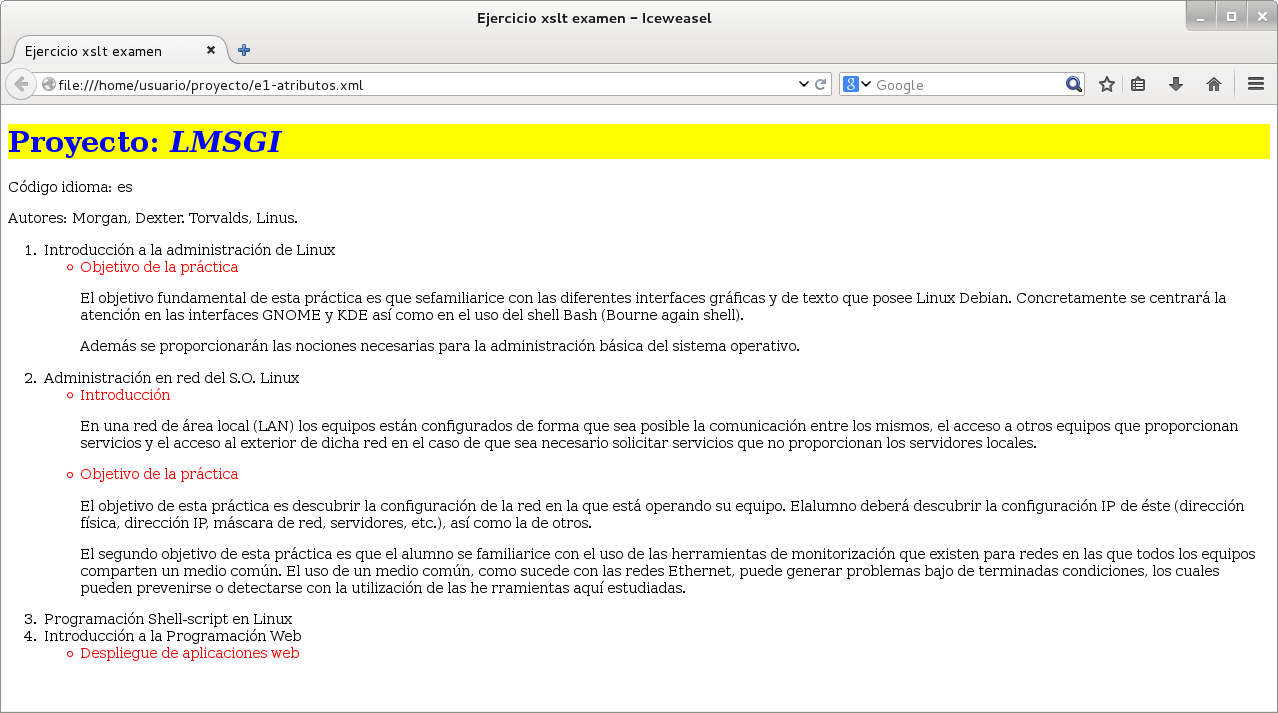 Ejercicio xslt examen - Iceweasel
Ejercicio xslt examen
file:///home/usuario/proyecto/e1-atributos.xml
8
Google
Proyecto: LMSGI
Código idioma: es
Autores: Morgan, Dexter. Torvalds, Linus.
1. Introducción a la administración de Linux
Objetivo de la práctica
El objetivo fundamental de esta práctica es que sefamiliarice con las diferentes interfaces gráficas y de texto que posee Linux Debian. Concretamente se centrará la
atención en las interfaces GNOME y KDE así como en el uso del shell Bash (Bourne again shell).
Además se proporcionarán las nociones necesarias para la administración básica del sistema operativo.
2. Administración en red del S.O. Linux
Introducción
En una red de área local (LAN) los equipos están configurados de forma que sea posible la comunicación entre los mismos, el acceso a otros equipos que proporcionan
servicios y el acceso al exterior de dicha red en el caso de que sea necesario solicitar servicios que no proporcionan los servidores locales.
Objetivo de la práctica
El objetivo de esta práctica es descubrir la configuración de la red en la que está operando su equipo. Elalumno deberá descubrir la configuración IP de éste (dirección
física, dirección IP, máscara de red, servidores, etc.), así como la de otros.
El segundo objetivo de esta práctica es que el alumno se familiarice con el uso de las herramientas de monitorización que existen para redes en las que todos los equipos
comparten un medio común. El uso de un medio común, como sucede con las redes Ethernet, puede generar problemas bajo de terminadas condiciones, los cuales
pueden prevenirse o detectarse con la utilización de las he rramientas aquí estudiadas.
3. Programación Shell-script en Linux
4. Introducción a la Programación Web
Despliegue de aplicaciones web